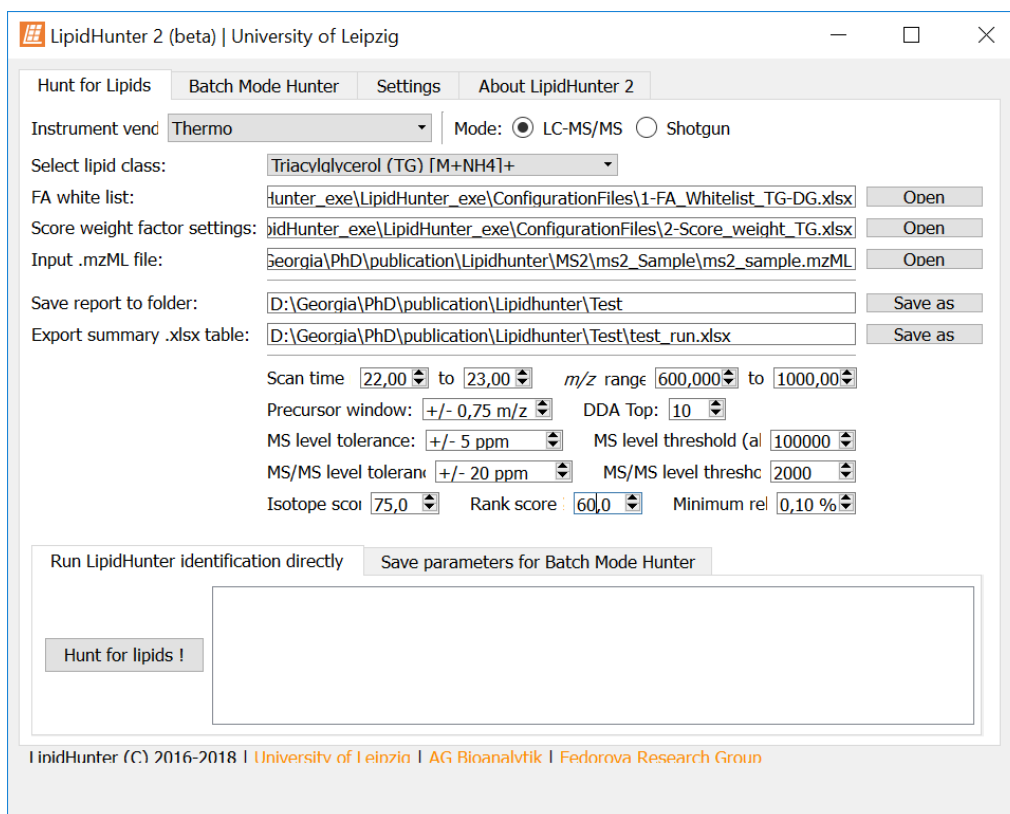 LipidHunter 2 (beta) | University of Leipzig
Hunt for Lipids Batch Mode Hunter Settings About LipidHunter 2
Instrument vend Thermo Mode: LC-MS/MS Shotgun
Select lipid class: Triacylglycerol (TG) [M+NH4]+
FA white list: Hunter_exe\LipidHunter_exe\ConfigurationFiles\1-FA_Whitelist_TG-DG.xlsx Open
Score weight factor settings: pidHunter_exe\LipidHunter_exe\ConfigurationFiles\2-Score_weight_TG.xlsx Open
Input .mzML file: Georgia\PhD\publication\Lipidhunter\MS2\ms2_Sample\ms2_sample.mzML Open
Save report to folder: D:\Georgia\PhD\publication\Lipidhunter\Test Save as
Export summary .xlsx table: D:\Georgia\PhD\publication\Lipidhunter\Test\test_run.xlsx Save as
Scan time 22,00 to 23,00 m/z range 600,000 to 1000,00
Precursor window: +/- 0,75 m/z DDA Top: 10
MS level tolerance: +/- 5 ppm MS level threshold (al 100000
MS/MS level toleranc +/- 20 ppm MS/MS level thresho 2000
Isotope scor 75,0 Rank score 60,0 Minimum rel 0,10 %
Run LipidHunter identification directly Save parameters for Batch Mode Hunter
Hunt for lipids !
LipidHunter (C) 2016-2018 | University of Leipzig | AG Bioanalytik | Fedorova Research Group